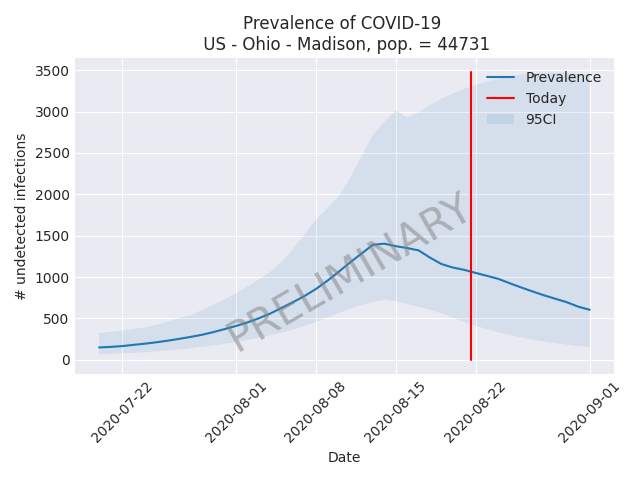 Prevalence of COVID-19
US - Ohio - Madison, pop. = 44731
3500
3000
2500
2000
1500
1000
500
0
# undetected infections
Prevalence
Today
95CI
PRELIMINARY
2020-07-22
2020-08-01
2020-08-08
2020-08-15
2020-08-22
2020-09-01
Date